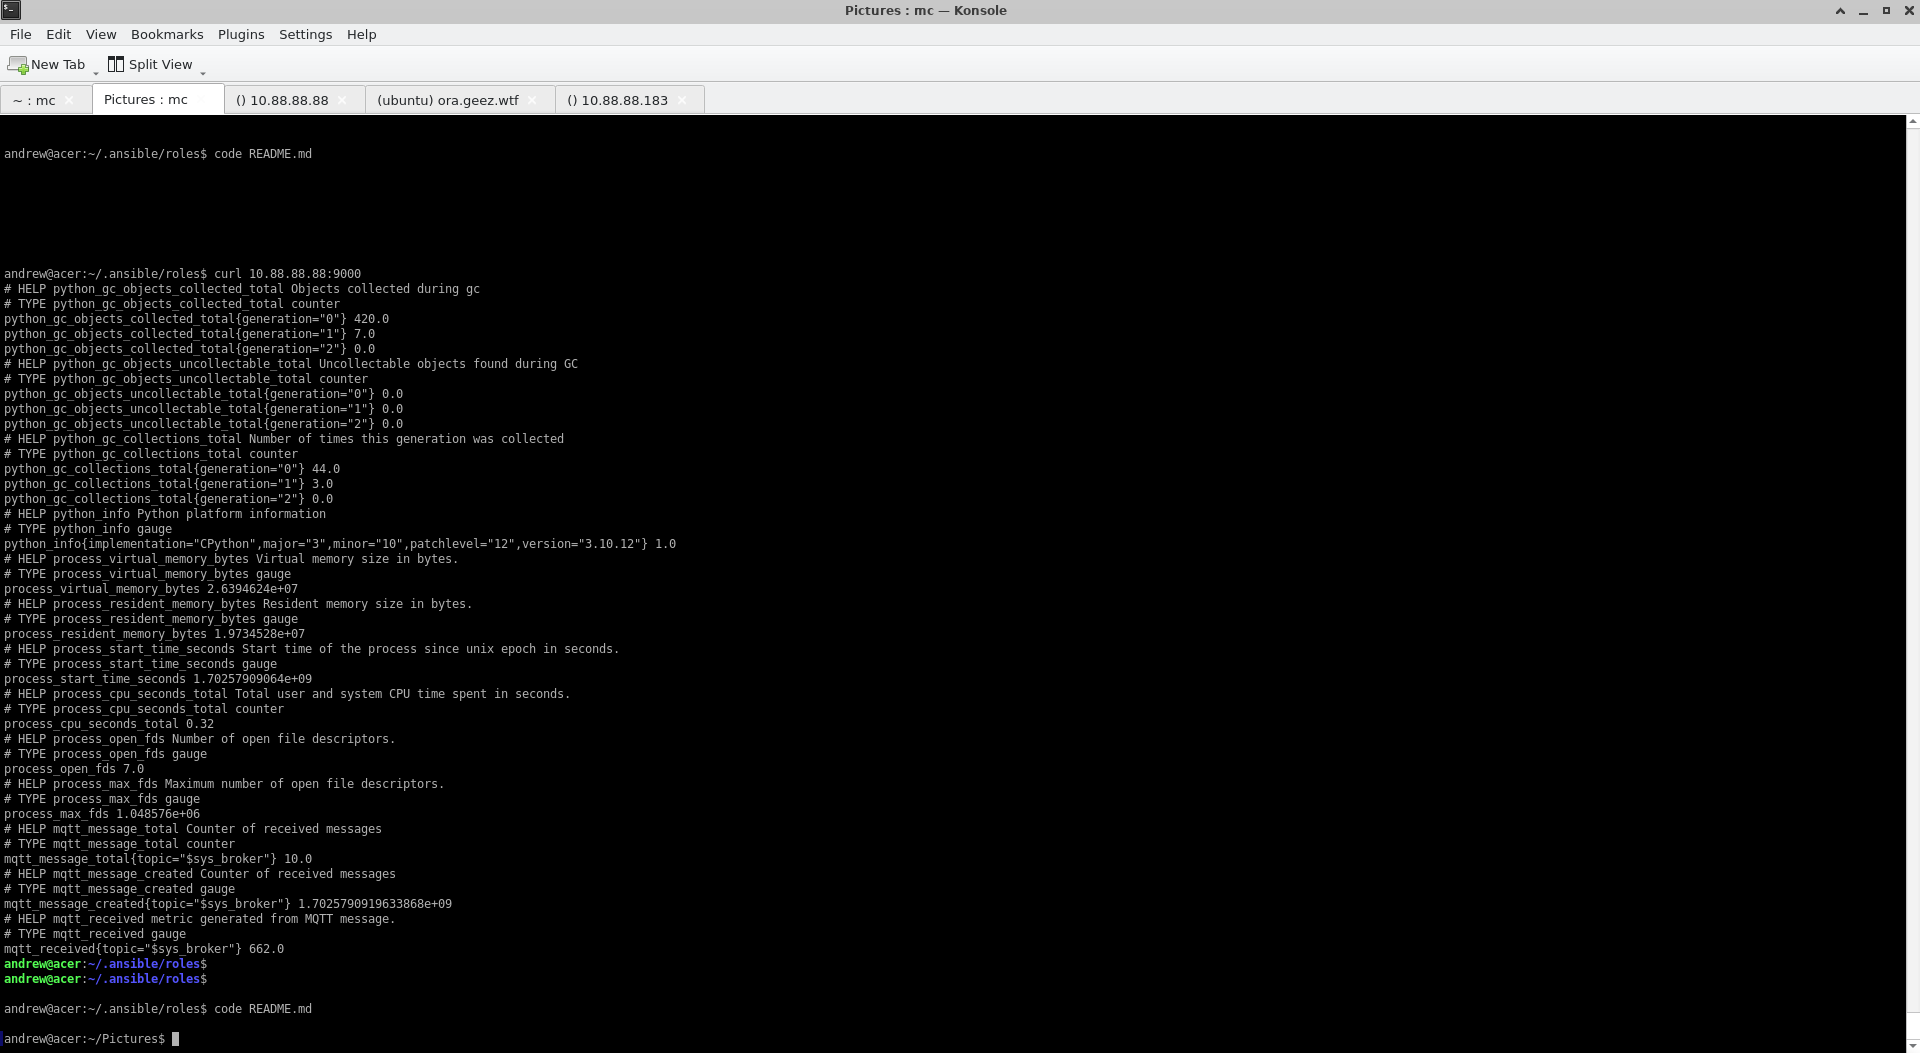 Pictures : mc — Konsole
File Edit View Bookmarks Plugins Settings Help
New Tab Split View
~ : mc Pictures : mc () 10.88.88.88 (ubuntu) ora.geez.wtf () 10.88.88.183
andrew@acer:~/.ansible/roles$ code README.md
andrew@acer:~/.ansible/roles$ curl 10.88.88.88:9000
# HELP python_gc_objects_collected_total Objects collected during gc
# TYPE python_gc_objects_collected_total counter
python_gc_objects_collected_total{generation="0"} 420.0
python_gc_objects_collected_total{generation="1"} 7.0
python_gc_objects_collected_total{generation="2"} 0.0
# HELP python_gc_objects_uncollectable_total Uncollectable objects found during GC
# TYPE python_gc_objects_uncollectable_total counter
python_gc_objects_uncollectable_total{generation="0"} 0.0
python_gc_objects_uncollectable_total{generation="1"} 0.0
python_gc_objects_uncollectable_total{generation="2"} 0.0
# HELP python_gc_collections_total Number of times this generation was collected
# TYPE python_gc_collections_total counter
python_gc_collections_total{generation="0"} 44.0
python_gc_collections_total{generation="1"} 3.0
python_gc_collections_total{generation="2"} 0.0
# HELP python_info Python platform information
# TYPE python_info gauge
python_info{implementation="CPython",major="3",minor="10",patchlevel="12",version="3.10.12"} 1.0
# HELP process_virtual_memory_bytes Virtual memory size in bytes.
# TYPE process_virtual_memory_bytes gauge
process_virtual_memory_bytes 2.6394624e+07
# HELP process_resident_memory_bytes Resident memory size in bytes.
# TYPE process_resident_memory_bytes gauge
process_resident_memory_bytes 1.9734528e+07
# HELP process_start_time_seconds Start time of the process since unix epoch in seconds.
# TYPE process_start_time_seconds gauge
process_start_time_seconds 1.70257909064e+09
# HELP process_cpu_seconds_total Total user and system CPU time spent in seconds.
# TYPE process_cpu_seconds_total counter
process_cpu_seconds_total 0.32
# HELP process_open_fds Number of open file descriptors.
# TYPE process_open_fds gauge
process_open_fds 7.0
# HELP process_max_fds Maximum number of open file descriptors.
# TYPE process_max_fds gauge
process_max_fds 1.048576e+06
# HELP mqtt_message_total Counter of received messages
# TYPE mqtt_message_total counter
mqtt_message_total{topic="$sys_broker"} 10.0
# HELP mqtt_message_created Counter of received messages
# TYPE mqtt_message_created gauge
mqtt_message_created{topic="$sys_broker"} 1.7025790919633868e+09
# HELP mqtt_received metric generated from MQTT message.
# TYPE mqtt_received gauge
mqtt_received{topic="$sys_broker"} 662.0
andrew@acer:~/.ansible/roles$
andrew@acer:~/.ansible/roles$
andrew@acer:~/.ansible/roles$ code README.md
andrew@acer:~/Pictures$